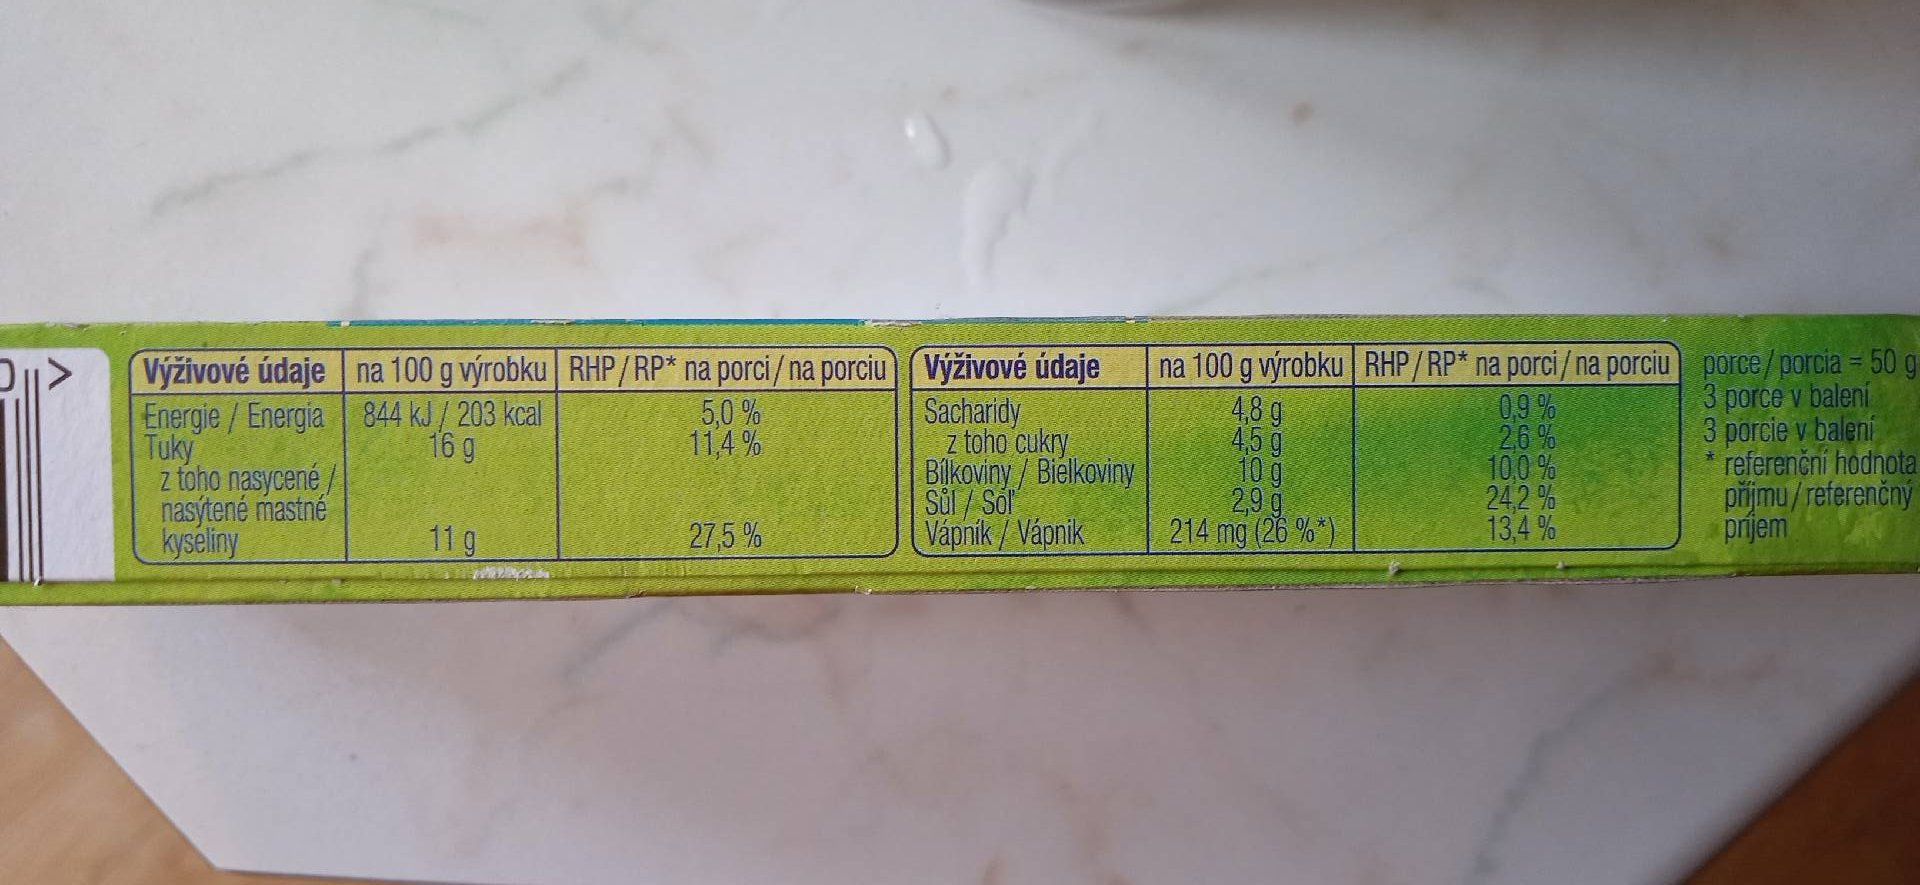 Výživové údaje | na 100 g výrobku | RHP / RP* na porci / na porciu
Energie / Energia | 844 kJ / 203 kcal | 5,0 %
Tuky | 16 g | 11,4 %
z toho nasycené /
nasýtené mastné
kyseliny | 11 g | 27,5 %
Výživové údaje | na 100 g výrobku | RHP / RP* na porci / na porciu
Sacharidy | 4,8 g | 0,9 %
z toho cukry | 4,5 g | 2,6 %
Bílkoviny / Bielkoviny | 10 g | 10,0 %
Sůl / Soľ | 2,9 g | 24,2 %
Vápník / Vápnik | 214 mg (26 %*) | 13,4 %
porce / porcia = 50 g
3 porce v balení
3 porcie v balení
* referenční hodnota
příjmu / referenčný
príjem